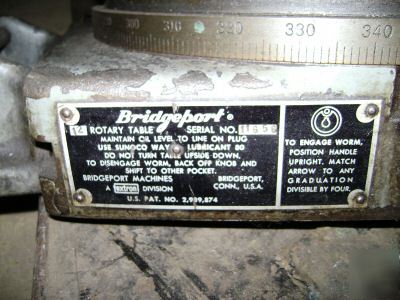 310
320
330
340
Bridgeport
12 ROTARY TABLE SERIAL NO.
MAINTAIN OIL LEVEL TO LINE ON PLUG
USE SUNOCO WAY LUBRICANT 80
DO NOT TURN TABLE UPSIDE DOWN,
TO DISENGAGE WORM, BACK OFF KNOB AND
SHIFT TO OTHER POCKET.
BRIDGEPORT MACHINES BRIDGEPORT,
A textron DIVISION CONN., U.S.A.
U.S. PAT. NO. 2,989,874
TO ENGAGE WORM,
POSITION HANDLE
UPRIGHT. MATCH
ARROW TO ANY
GRADUATION
DIVISIBLE BY FOUR.